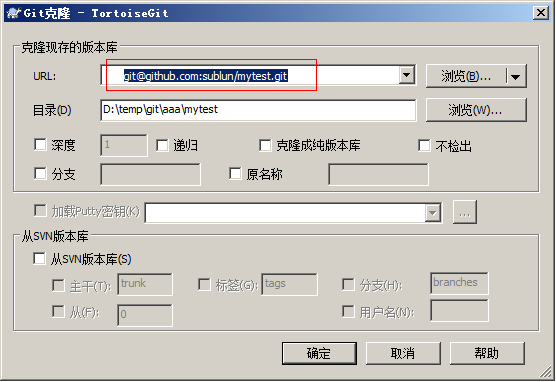 Git克隆 - TortoiseGit
克隆现存的版本库
URL: git@github.com:sublun/mytest.git 浏览(B)...
目录(D) D:\temp\git\aaa\mytest 浏览(W)...
深度 1 递归 克隆成纯版本库 不检出
分支 原名称
加载Putty密钥(K) ...
从SVN版本库
从SVN版本库(S)
主干(T): trunk 标签(G): tags 分支(H): branches
从(F): 0 用户名(N):
确定 取消 帮助